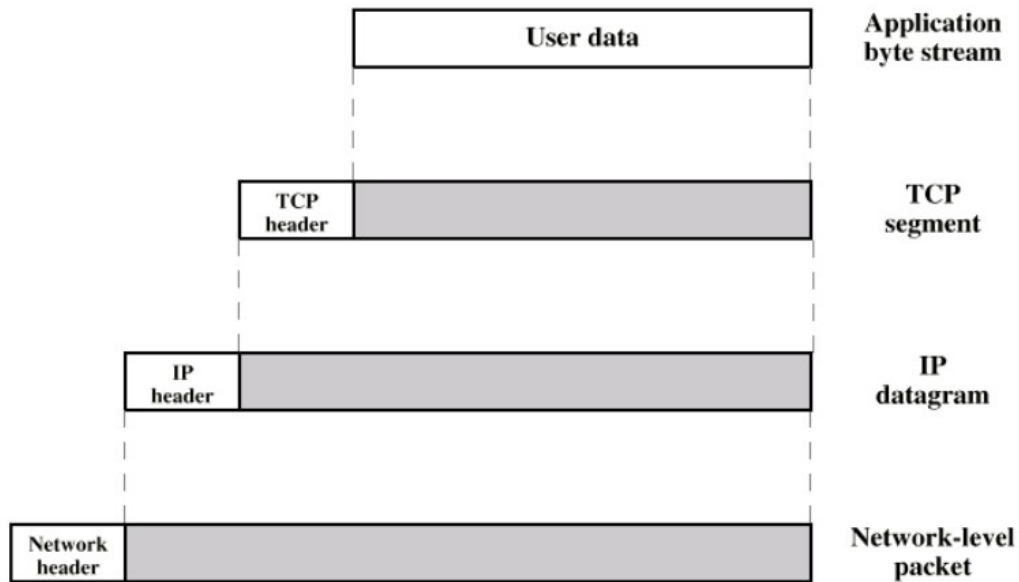 User data
Application
byte stream
TCP
header
TCP
segment
IP
header
IP
datagram
Network
header
Network-level
packet